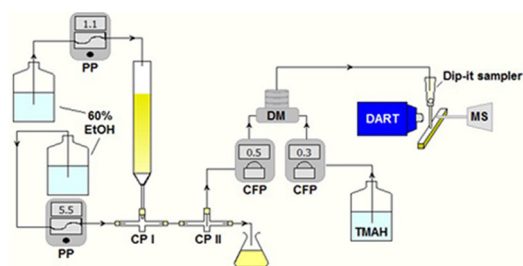 1.1
PP
60%
EtOH
5.5
PP
CP I
CP II
0.5
CFP
DM
0.3
CFP
TMAH
Dip-it sampler
DART
MS